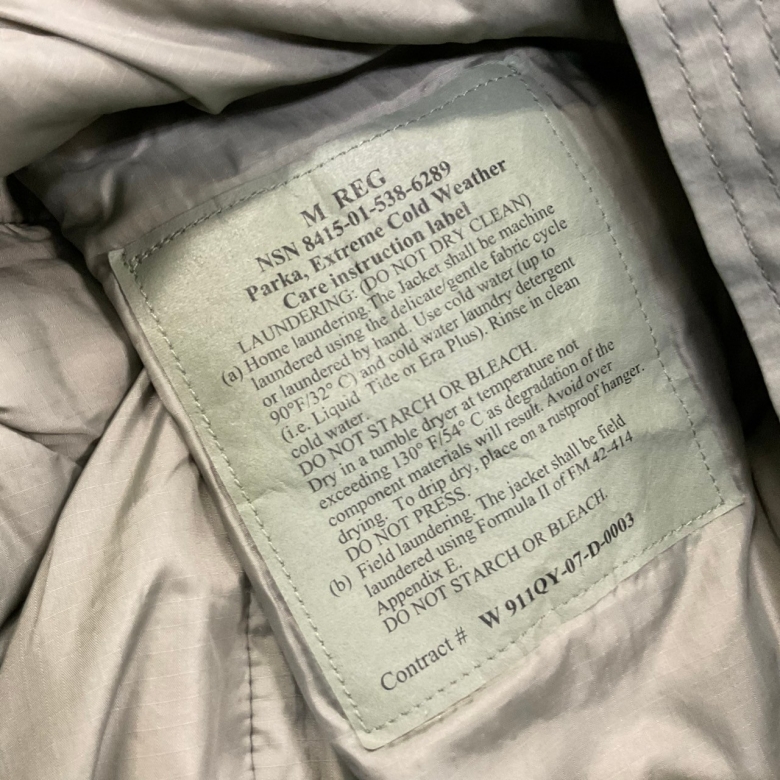 M REG
NSN 8415-01-538-6289
Parka, Extreme Cold Weather
Care instruction label
LAUNDERING: (DO NOT DRY CLEAN)
(a) Home laundering. The Jacket shall be machine
laundered using the delicate/gentle fabric cycle
or laundered by hand. Use cold water (up to
90°F/32° C) and cold water laundry detergent
(i.e. Liquid Tide or Era Plus). Rinse in clean
cold water.
DO NOT STARCH OR BLEACH.
Dry in a tumble dryer at temperature not
exceeding 130° F/54° C as degradation of the
component materials will result. Avoid over
drying. To drip dry, place on a rustproof hanger.
DO NOT PRESS.
(b) Field laundering. The jacket shall be field
laundered using Formula II of FM 42-414
Appendix E.
DO NOT STARCH OR BLEACH.
Contract # W 911QY-07-D-0003